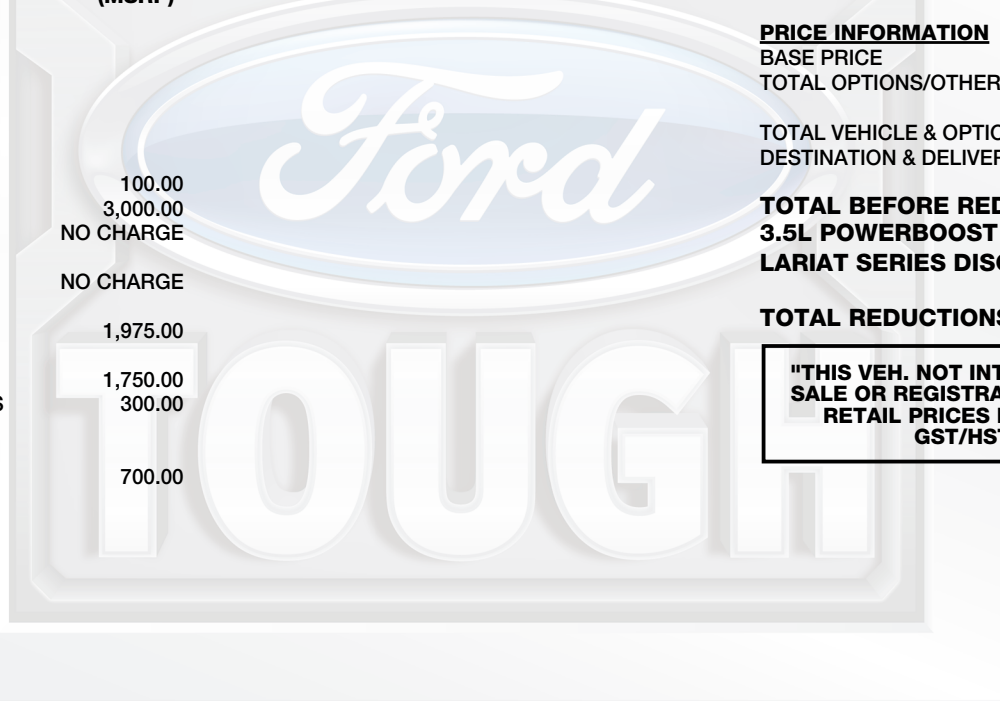 (MSRP)
100.00
3,000.00
NO CHARGE
NO CHARGE
1,975.00
1,750.00
S 300.00
700.00
PRICE INFORMATION
BASE PRICE
TOTAL OPTIONS/OTHER
TOTAL VEHICLE & OPTIO
DESTINATION & DELIVER
TOTAL BEFORE RED
3.5L POWERBOOST
LARIAT SERIES DISC
TOTAL REDUCTIONS
"THIS VEH. NOT INT
SALE OR REGISTRA
RETAIL PRICES
GST/HST
Ford
TOUGH